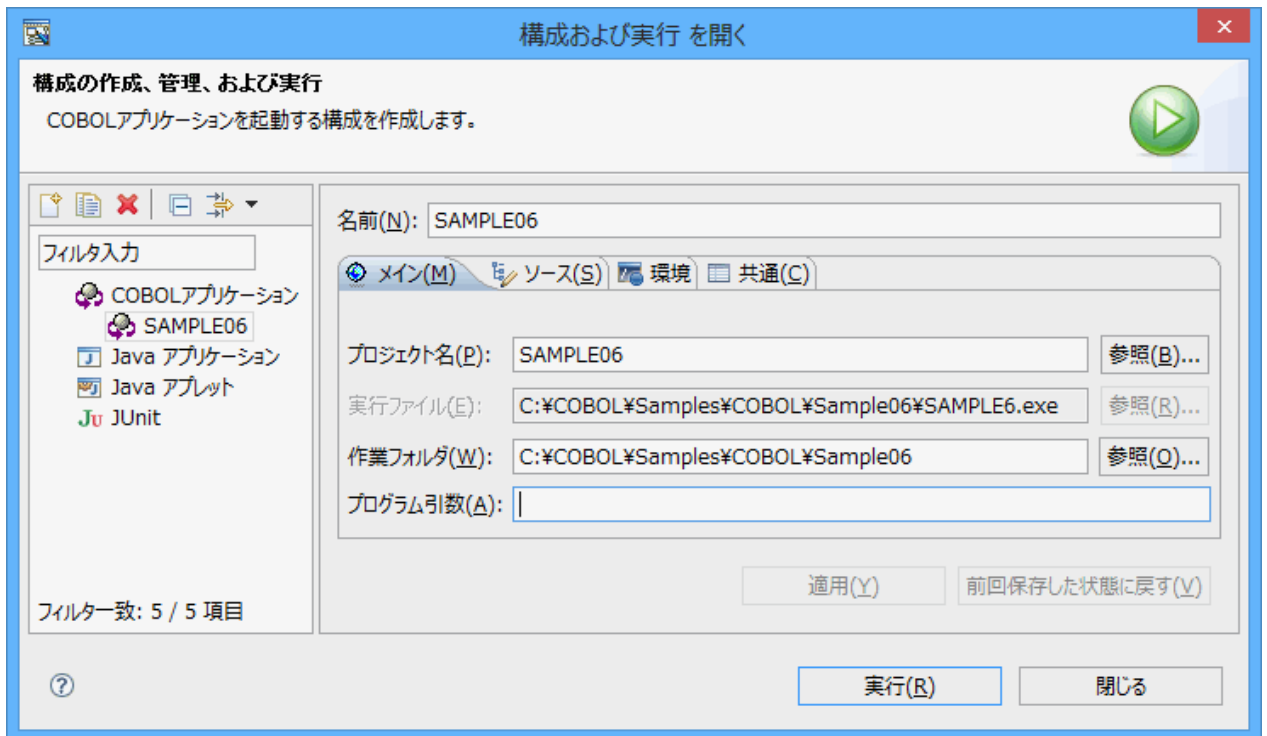 構成および実行 を開く
構成の作成、管理、および実行
COBOLアプリケーションを起動する構成を作成します。
フィルタ入力
COBOLアプリケーション
SAMPLE06
Java アプリケーション
Java アプレット
Ju JUnit
フィルター致: 5 / 5 項目
名前(N): SAMPLE06
メイン(M) ソース(S) 環境 共通(C)
プロジェクト名(P): SAMPLE06 参照(B)...
実行ファイル(E): C:¥COBOL¥Samples¥COBOL¥Sample06¥SAMPLE6.exe 参照(R)...
作業フォルダ(W): C:¥COBOL¥Samples¥COBOL¥Sample06 参照(O)...
プログラム引数(A):
適用(Y) 前回保存した状態に戻す(V)
実行(R) 閉じる